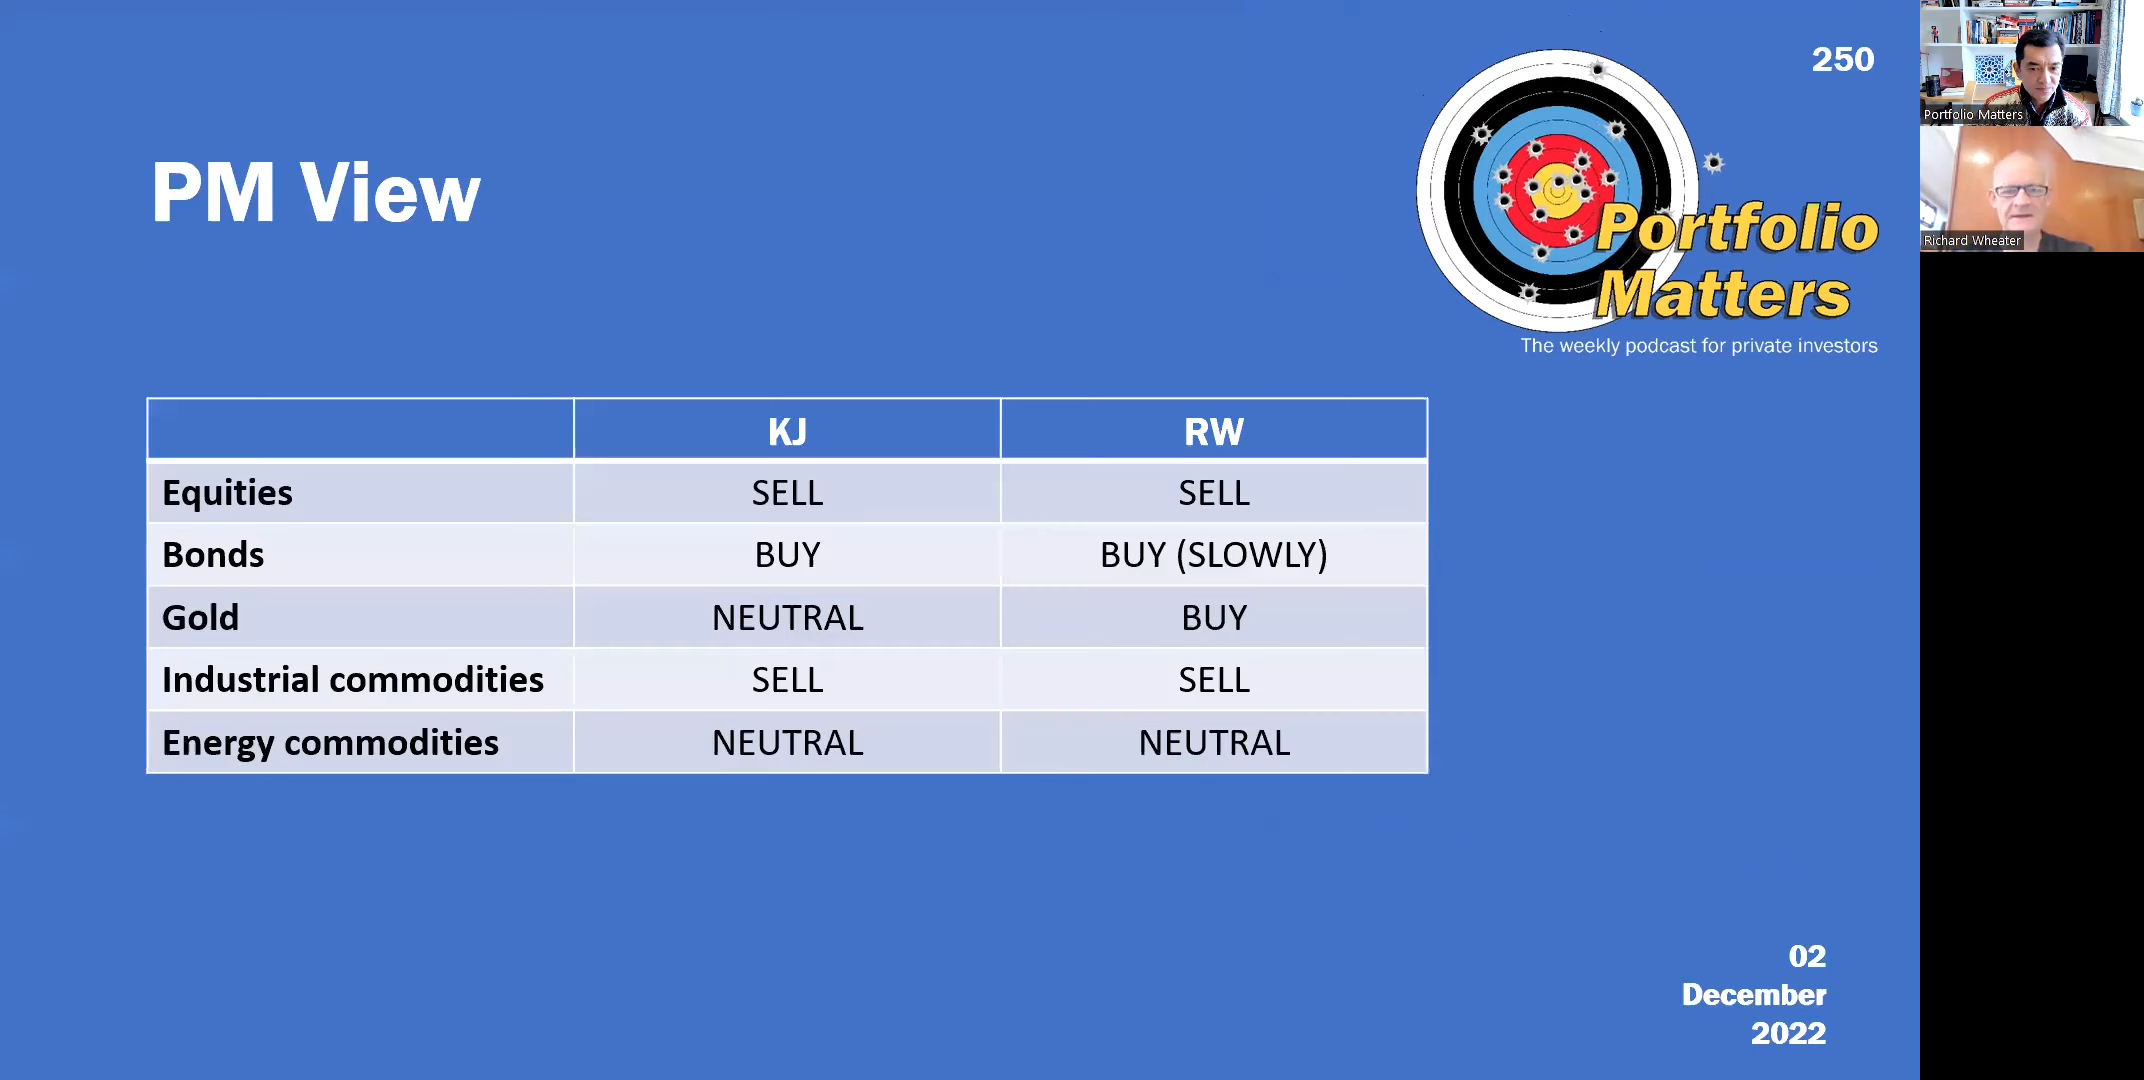 250
Portfolio Matters
Richard Wheater
PM View
Portfolio
Matters
The weekly podcast for private investors
KJ RW
Equities SELL SELL
Bonds BUY BUY (SLOWLY)
Gold NEUTRAL BUY
Industrial commodities SELL SELL
Energy commodities NEUTRAL NEUTRAL
02
December
2022